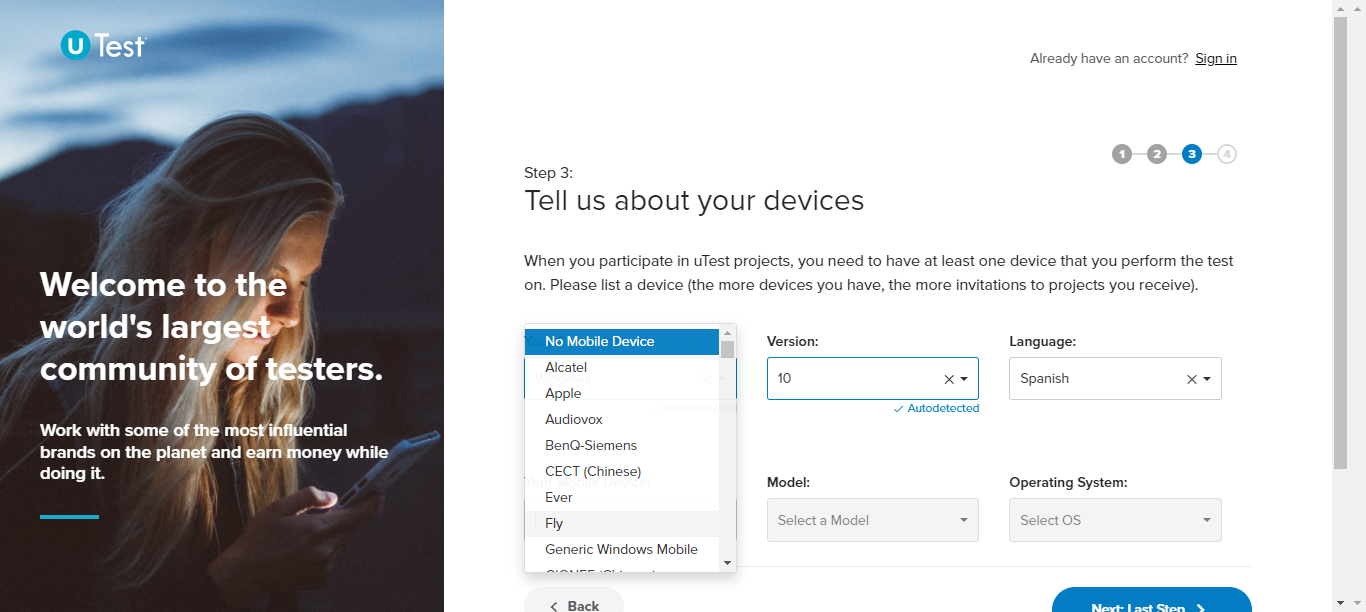 U Test
Already have an account? Sign in
1 2 3 4
Step 3:
Tell us about your devices
When you participate in uTest projects, you need to have at least one device that you perform the test
on. Please list a device (the more devices you have, the more invitations to projects you receive).
Welcome to the
world's largest
community of testers.
Work with some of the most influential
brands on the planet and earn money while
doing it.
No Mobile Device
Alcatel
Apple
Audiovox
BenQ-Siemens
CECT (Chinese)
Ever
Fly
Generic Windows Mobile
Version:
10
Autodetected
Language:
Spanish
Autodetected
Your Mobile Device:
Model:
Select a Model
Operating System:
Select OS
Back
Next: Last Step